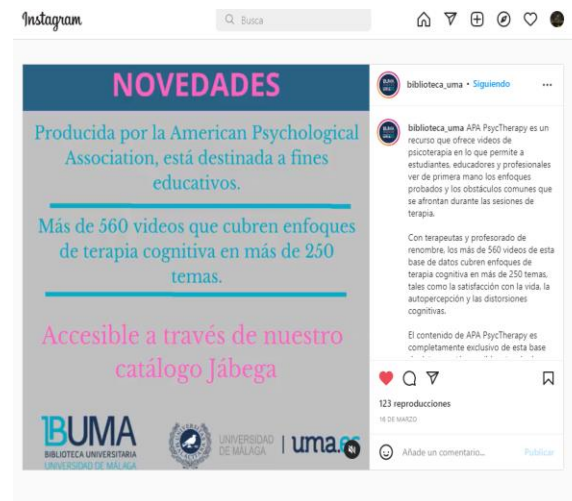 Instagram
Busca
NOVEDADES
Producida por la American Psychological
Association, está destinada a fines
educativos.
Más de 560 videos que cubren enfoques
de terapia cognitiva en más de 250
temas.
Accesible a través de nuestro
catálogo Jábega
BUMA
BIBLIOTECA UNIVERSITARIA
UNIVERSIDAD DE MÁLAGA
UNIVERSIDAD
DE MÁLAGA
uma.es
biblioteca_uma • Siguiendo
biblioteca_uma APA PsycTherapy es un
recurso que ofrece videos de
psicoterapia en lo que permite a
estudiantes, educadores y profesionales
ver de primera mano los enfoques
probados y los obstáculos comunes que
se afrontan durante las sesiones de
terapia.
Con terapeutas y profesorado de
renombre, los más de 560 videos de esta
base de datos cubren enfoques de
terapia cognitiva en más de 250 temas,
tales como la satisfacción con la vida, la
autopercepción y las distorsiones
cognitivas.
El contenido de APA PsycTherapy es
completamente exclusivo de esta base
123 reproducciones
16 DE MARZO
Añade un comentario...
Publicar